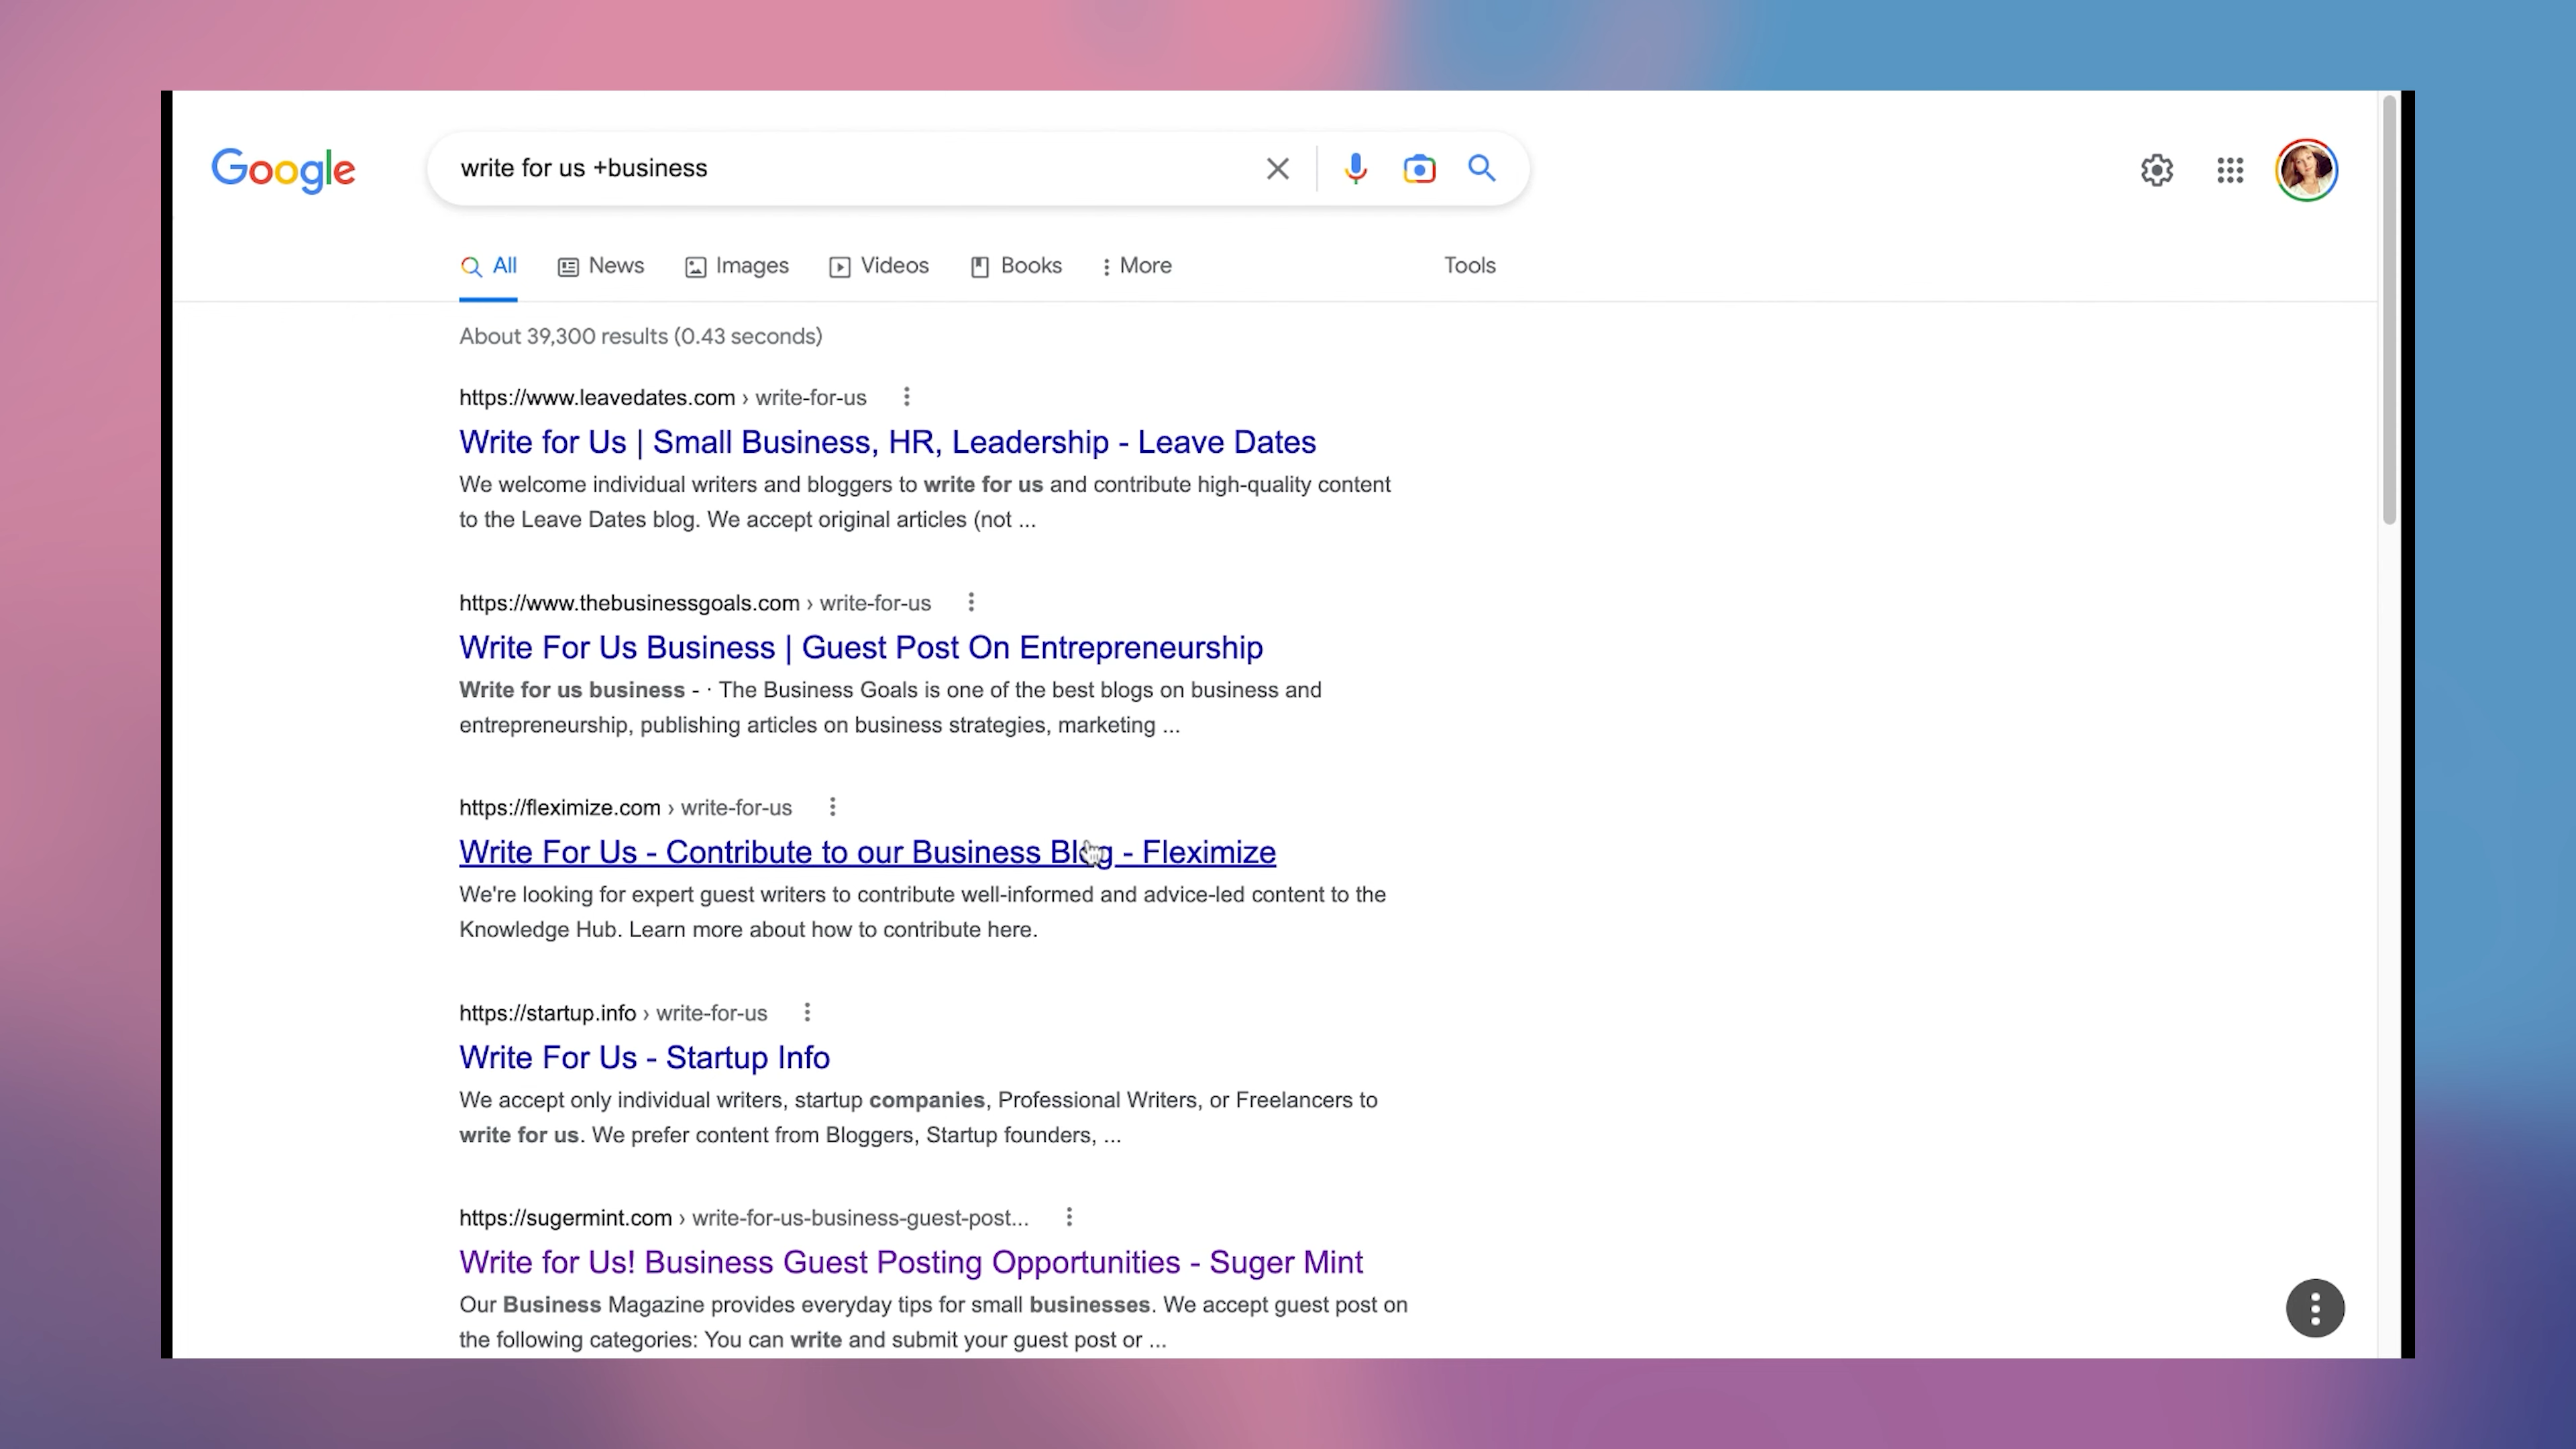 Google
write for us +business
All News Images Videos Books More Tools
About 39,300 results (0.43 seconds)
https://www.leavedates.com › write-for-us
Write for Us | Small Business, HR, Leadership - Leave Dates
We welcome individual writers and bloggers to write for us and contribute high-quality content
to the Leave Dates blog. We accept original articles (not ...
https://www.thebusinessgoals.com › write-for-us
Write For Us Business | Guest Post On Entrepreneurship
Write for us business - · The Business Goals is one of the best blogs on business and
entrepreneurship, publishing articles on business strategies, marketing ...
https://fleximize.com › write-for-us
Write For Us - Contribute to our Business Blog - Fleximize
We're looking for expert guest writers to contribute well-informed and advice-led content to the
Knowledge Hub. Learn more about how to contribute here.
https://startup.info › write-for-us
Write For Us - Startup Info
We accept only individual writers, startup companies, Professional Writers, or Freelancers to
write for us. We prefer content from Bloggers, Startup founders, ...
https://sugermint.com › write-for-us-business-guest-post...
Write for Us! Business Guest Posting Opportunities - Suger Mint
Our Business Magazine provides everyday tips for small businesses. We accept guest post on
the following categories: You can write and submit your guest post or ...